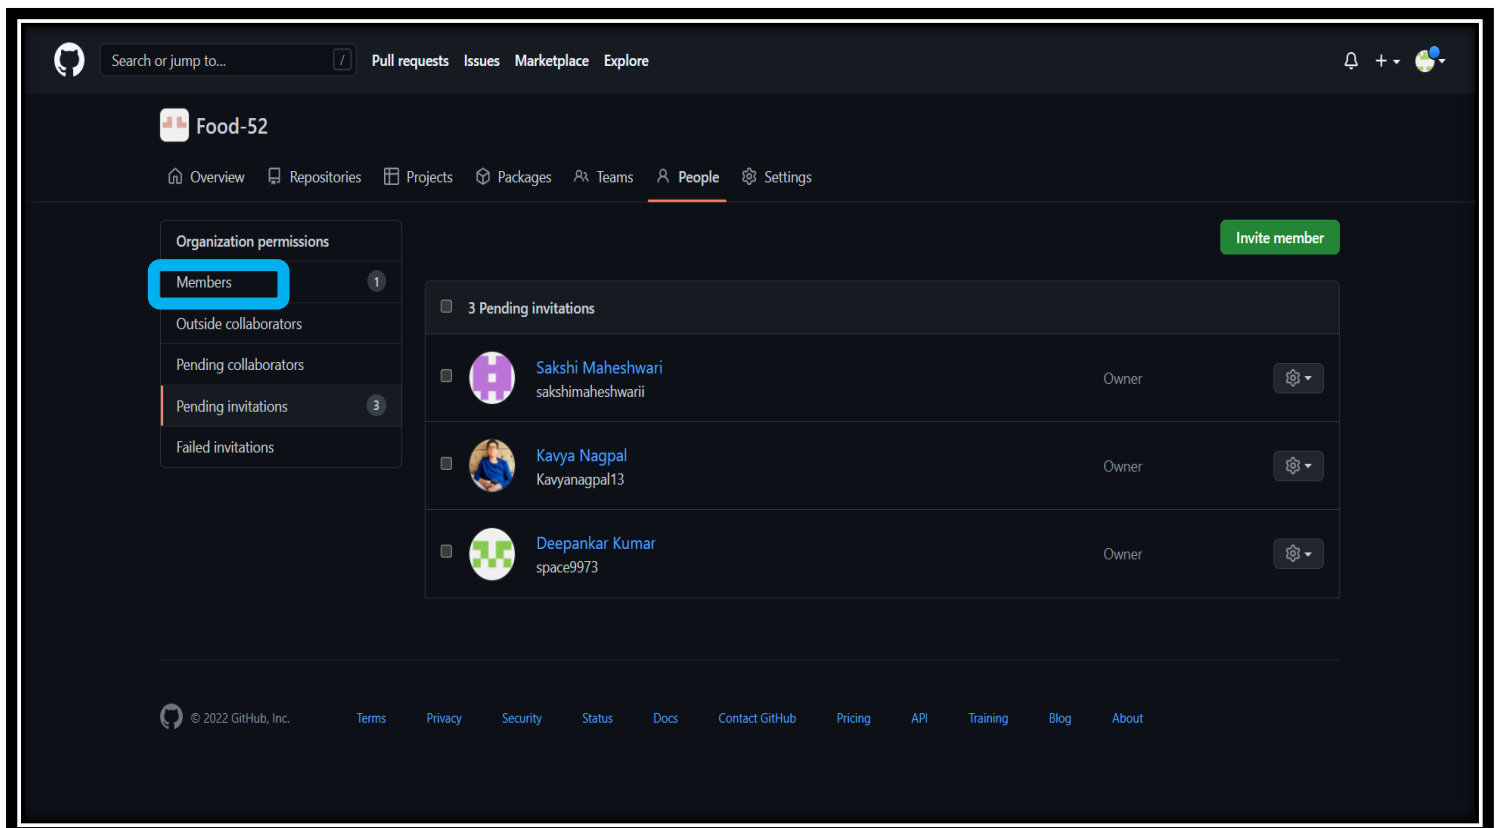 Search or jump to... / Pull requests Issues Marketplace Explore
Food-52
Overview Repositories Projects Packages Teams People Settings
Organization permissions
Members 1
Outside collaborators
Pending collaborators
Pending invitations 3
Failed invitations
Invite member
3 Pending invitations
Sakshi Maheshwari
sakshimaheshwarii
Owner
Kavya Nagpal
Kavyanagpal13
Owner
Deepankar Kumar
space9973
Owner
© 2022 GitHub, Inc. Terms Privacy Security Status Docs Contact GitHub Pricing API Training Blog About